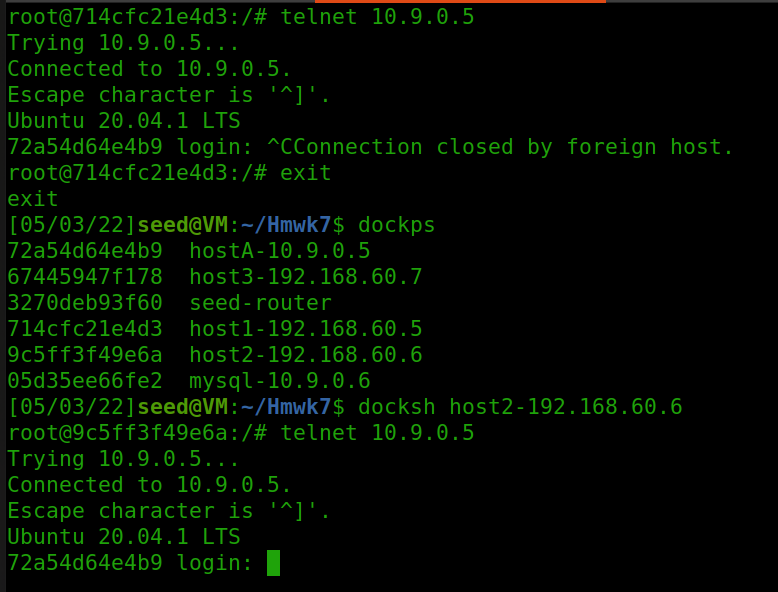 root@714cfc21e4d3:/# telnet 10.9.0.5
Trying 10.9.0.5...
Connected to 10.9.0.5.
Escape character is '^]'.
Ubuntu 20.04.1 LTS
72a54d64e4b9 login: ^CConnection closed by foreign host.
root@714cfc21e4d3:/# exit
exit
[05/03/22]seed@VM:~/Hmwk7$ dockps
72a54d64e4b9  hostA-10.9.0.5
67445947f178  host3-192.168.60.7
3270deb93f60  seed-router
714cfc21e4d3  host1-192.168.60.5
9c5ff3f49e6a  host2-192.168.60.6
05d35ee66fe2  mysql-10.9.0.6
[05/03/22]seed@VM:~/Hmwk7$ docksh host2-192.168.60.6
root@9c5ff3f49e6a:/# telnet 10.9.0.5
Trying 10.9.0.5...
Connected to 10.9.0.5.
Escape character is '^]'.
Ubuntu 20.04.1 LTS
72a54d64e4b9 login: